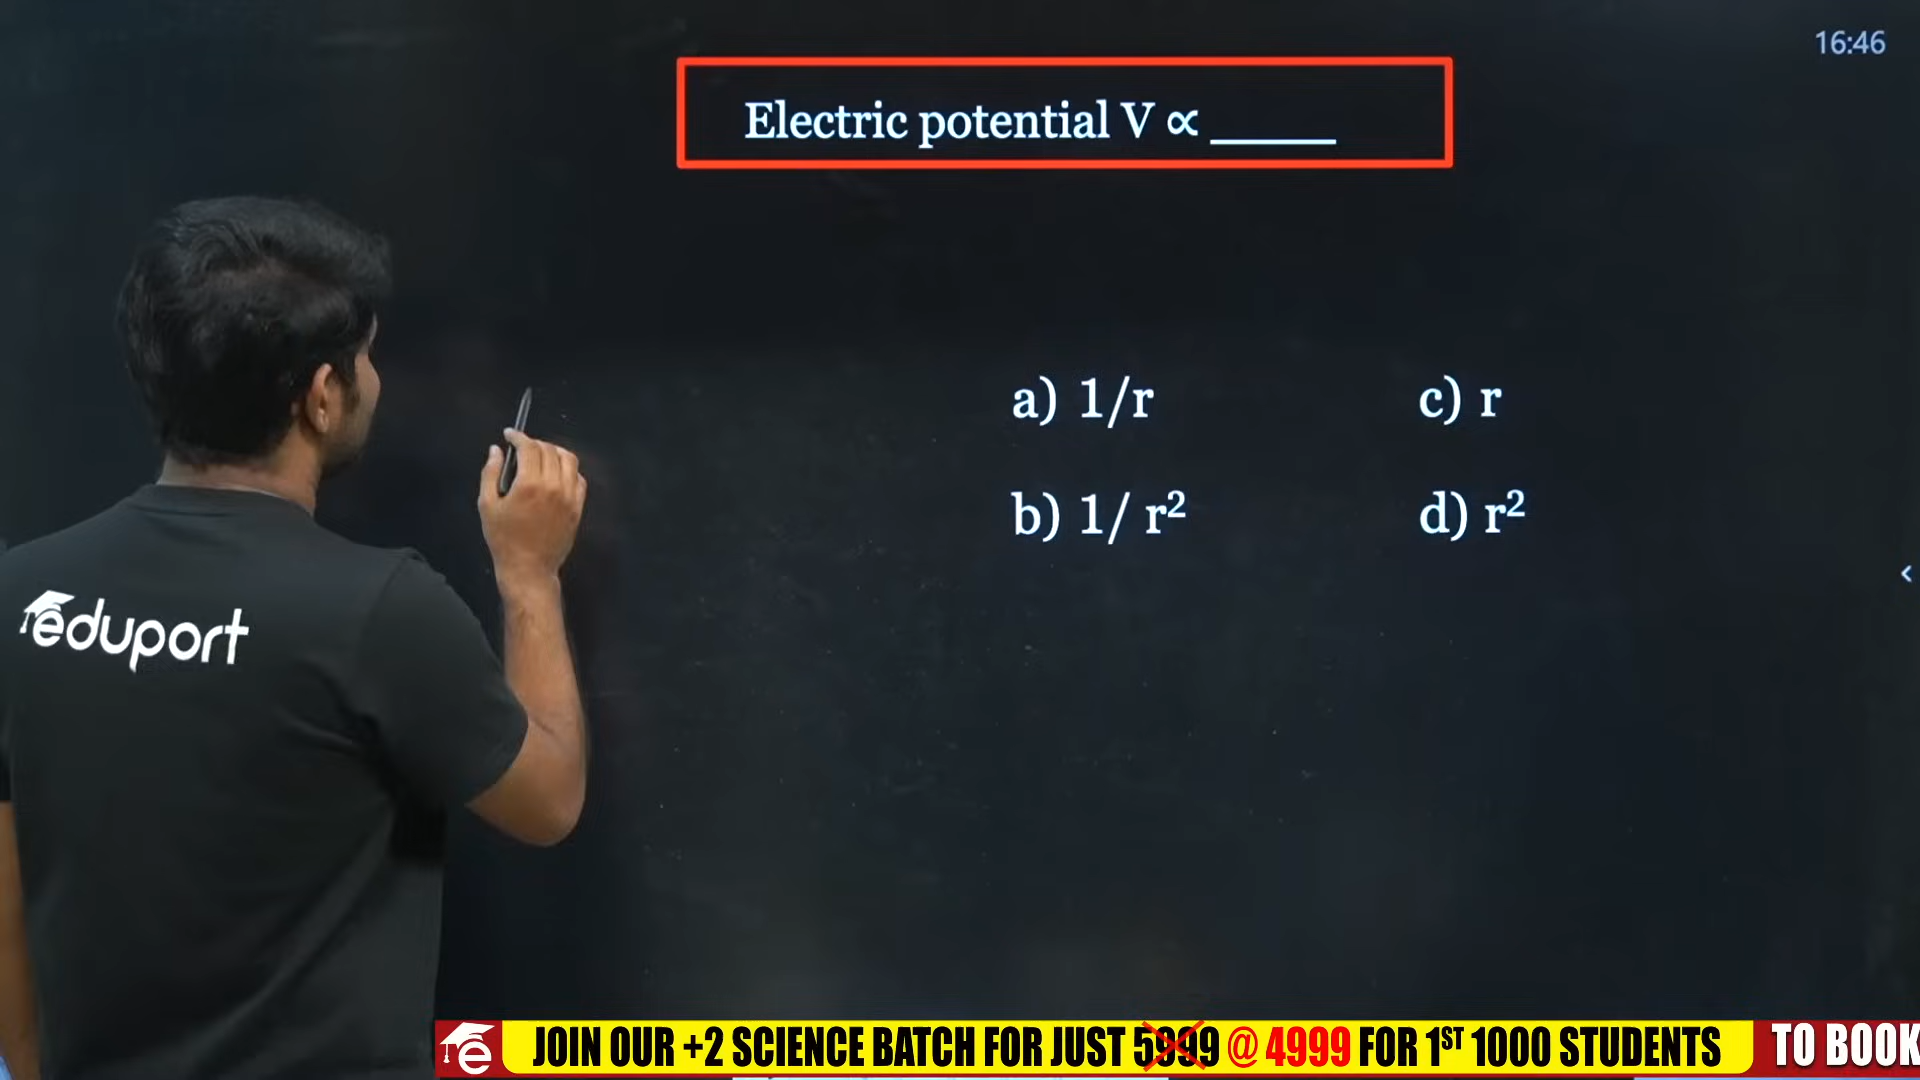 16:46
Electric potential V ∝ _____
a) 1/r
c) r
b) 1/ r²
d) r²
<
eduport
e JOIN OUR +2 SCIENCE BATCH FOR JUST 5999 @ 4999 FOR 1ST 1000 STUDENTS TO BOOK